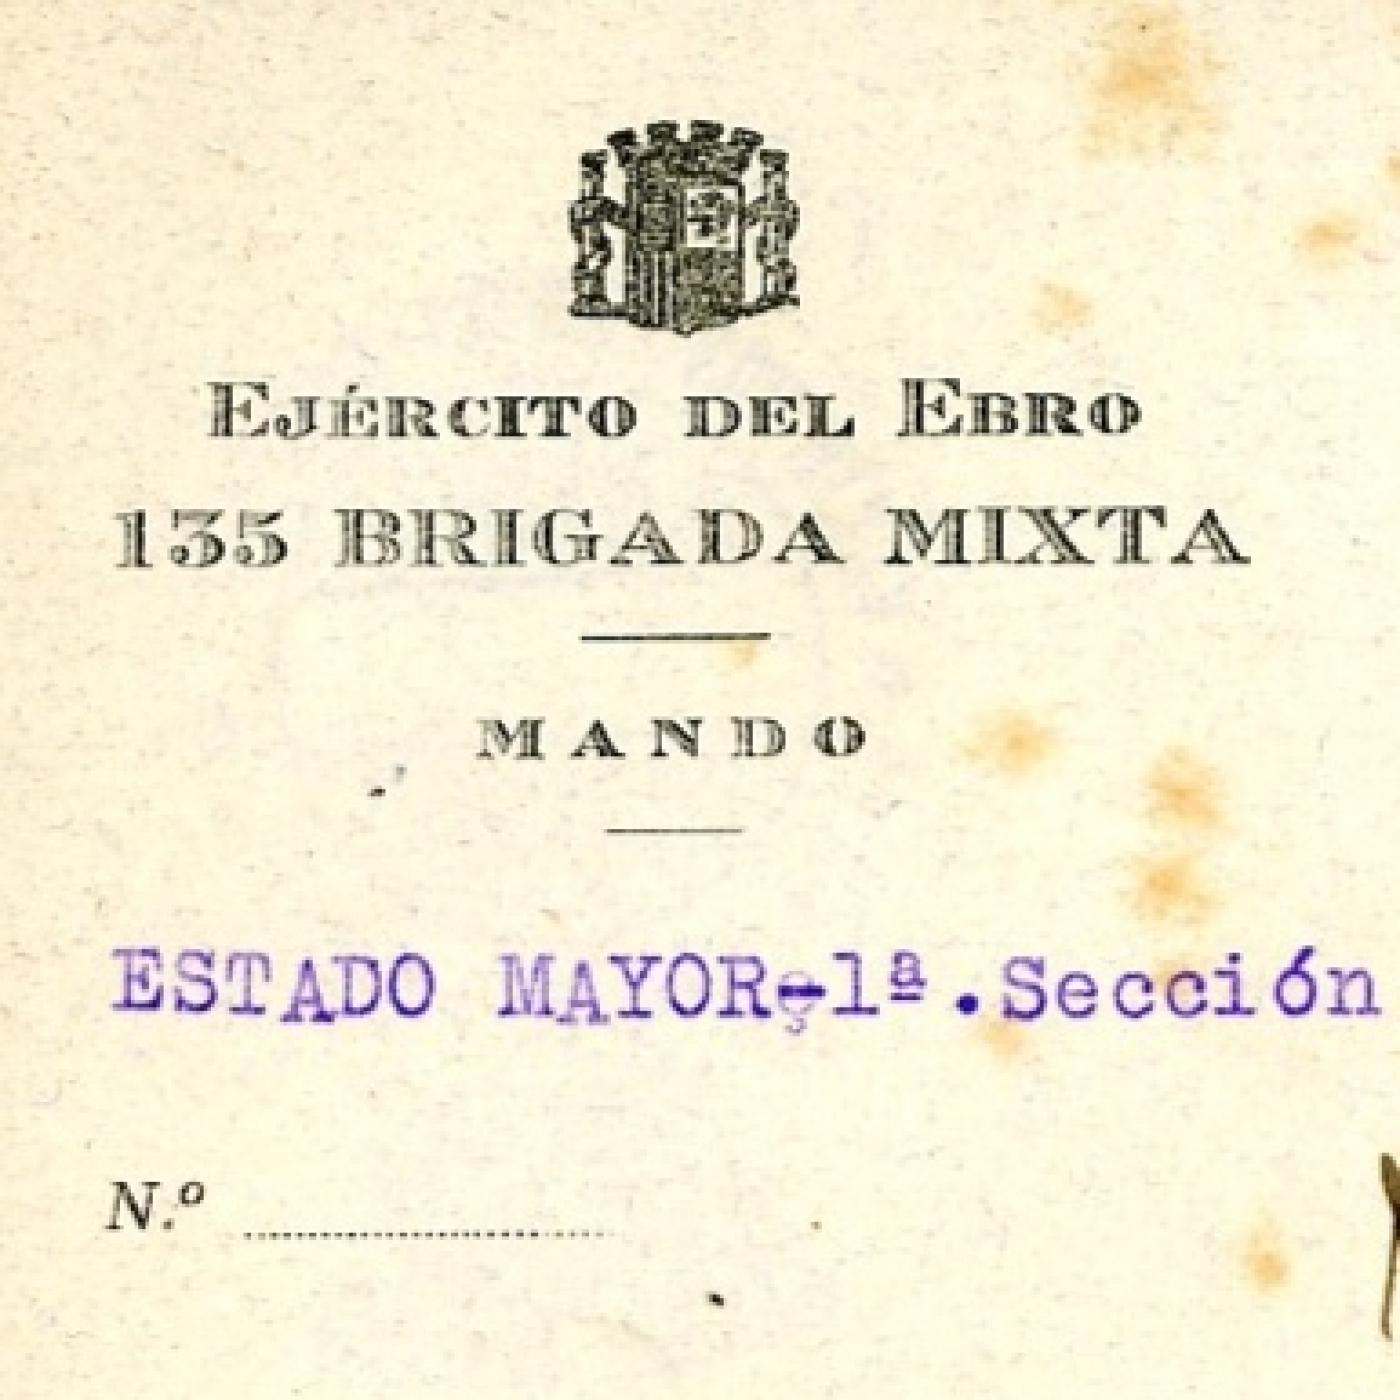 Ejército del Ebro
135 BRIGADA MIXTA
MANDO
ESTADO MAYOR-1ª.Sección
N.º